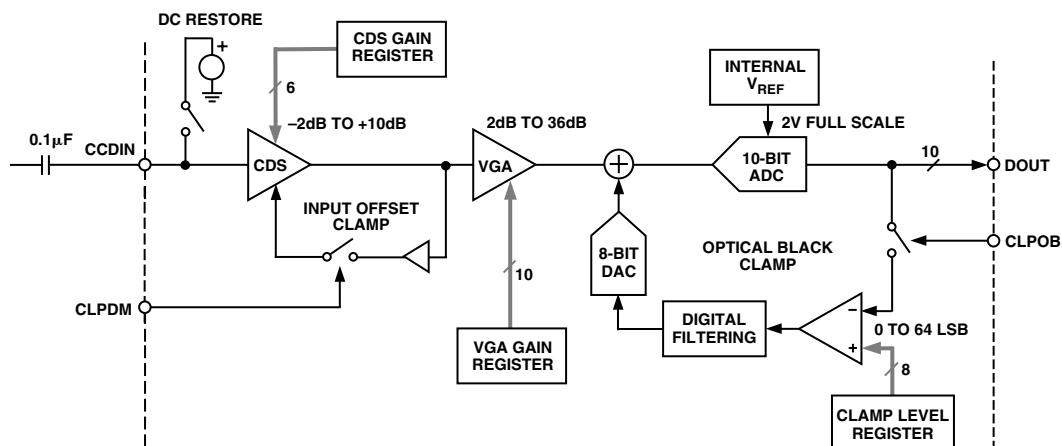 DC RESTORE
+
CDS GAIN
REGISTER
6
–2dB TO +10dB
INTERNAL
VREF
2V FULL SCALE
2dB TO 36dB
0.1μF
CCDIN
CDS
VGA
+
10-BIT
ADC
10
DOUT
INPUT OFFSET
CLAMP
8-BIT
DAC
OPTICAL BLACK
CLAMP
CLPOB
CLPDM
10
VGA GAIN
REGISTER
DIGITAL
FILTERING
–
+
0 TO 64 LSB
8
CLAMP LEVEL
REGISTER